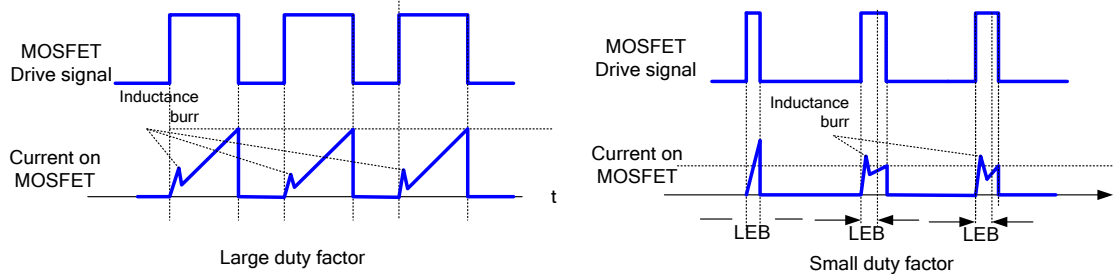 MOSFET
Drive signal
Inductance
burr
Current on
MOSFET
t
Large duty factor
MOSFET
Drive signal
Inductance
burr
Current on
MOSFET
LEB
LEB
LEB
Small duty factor